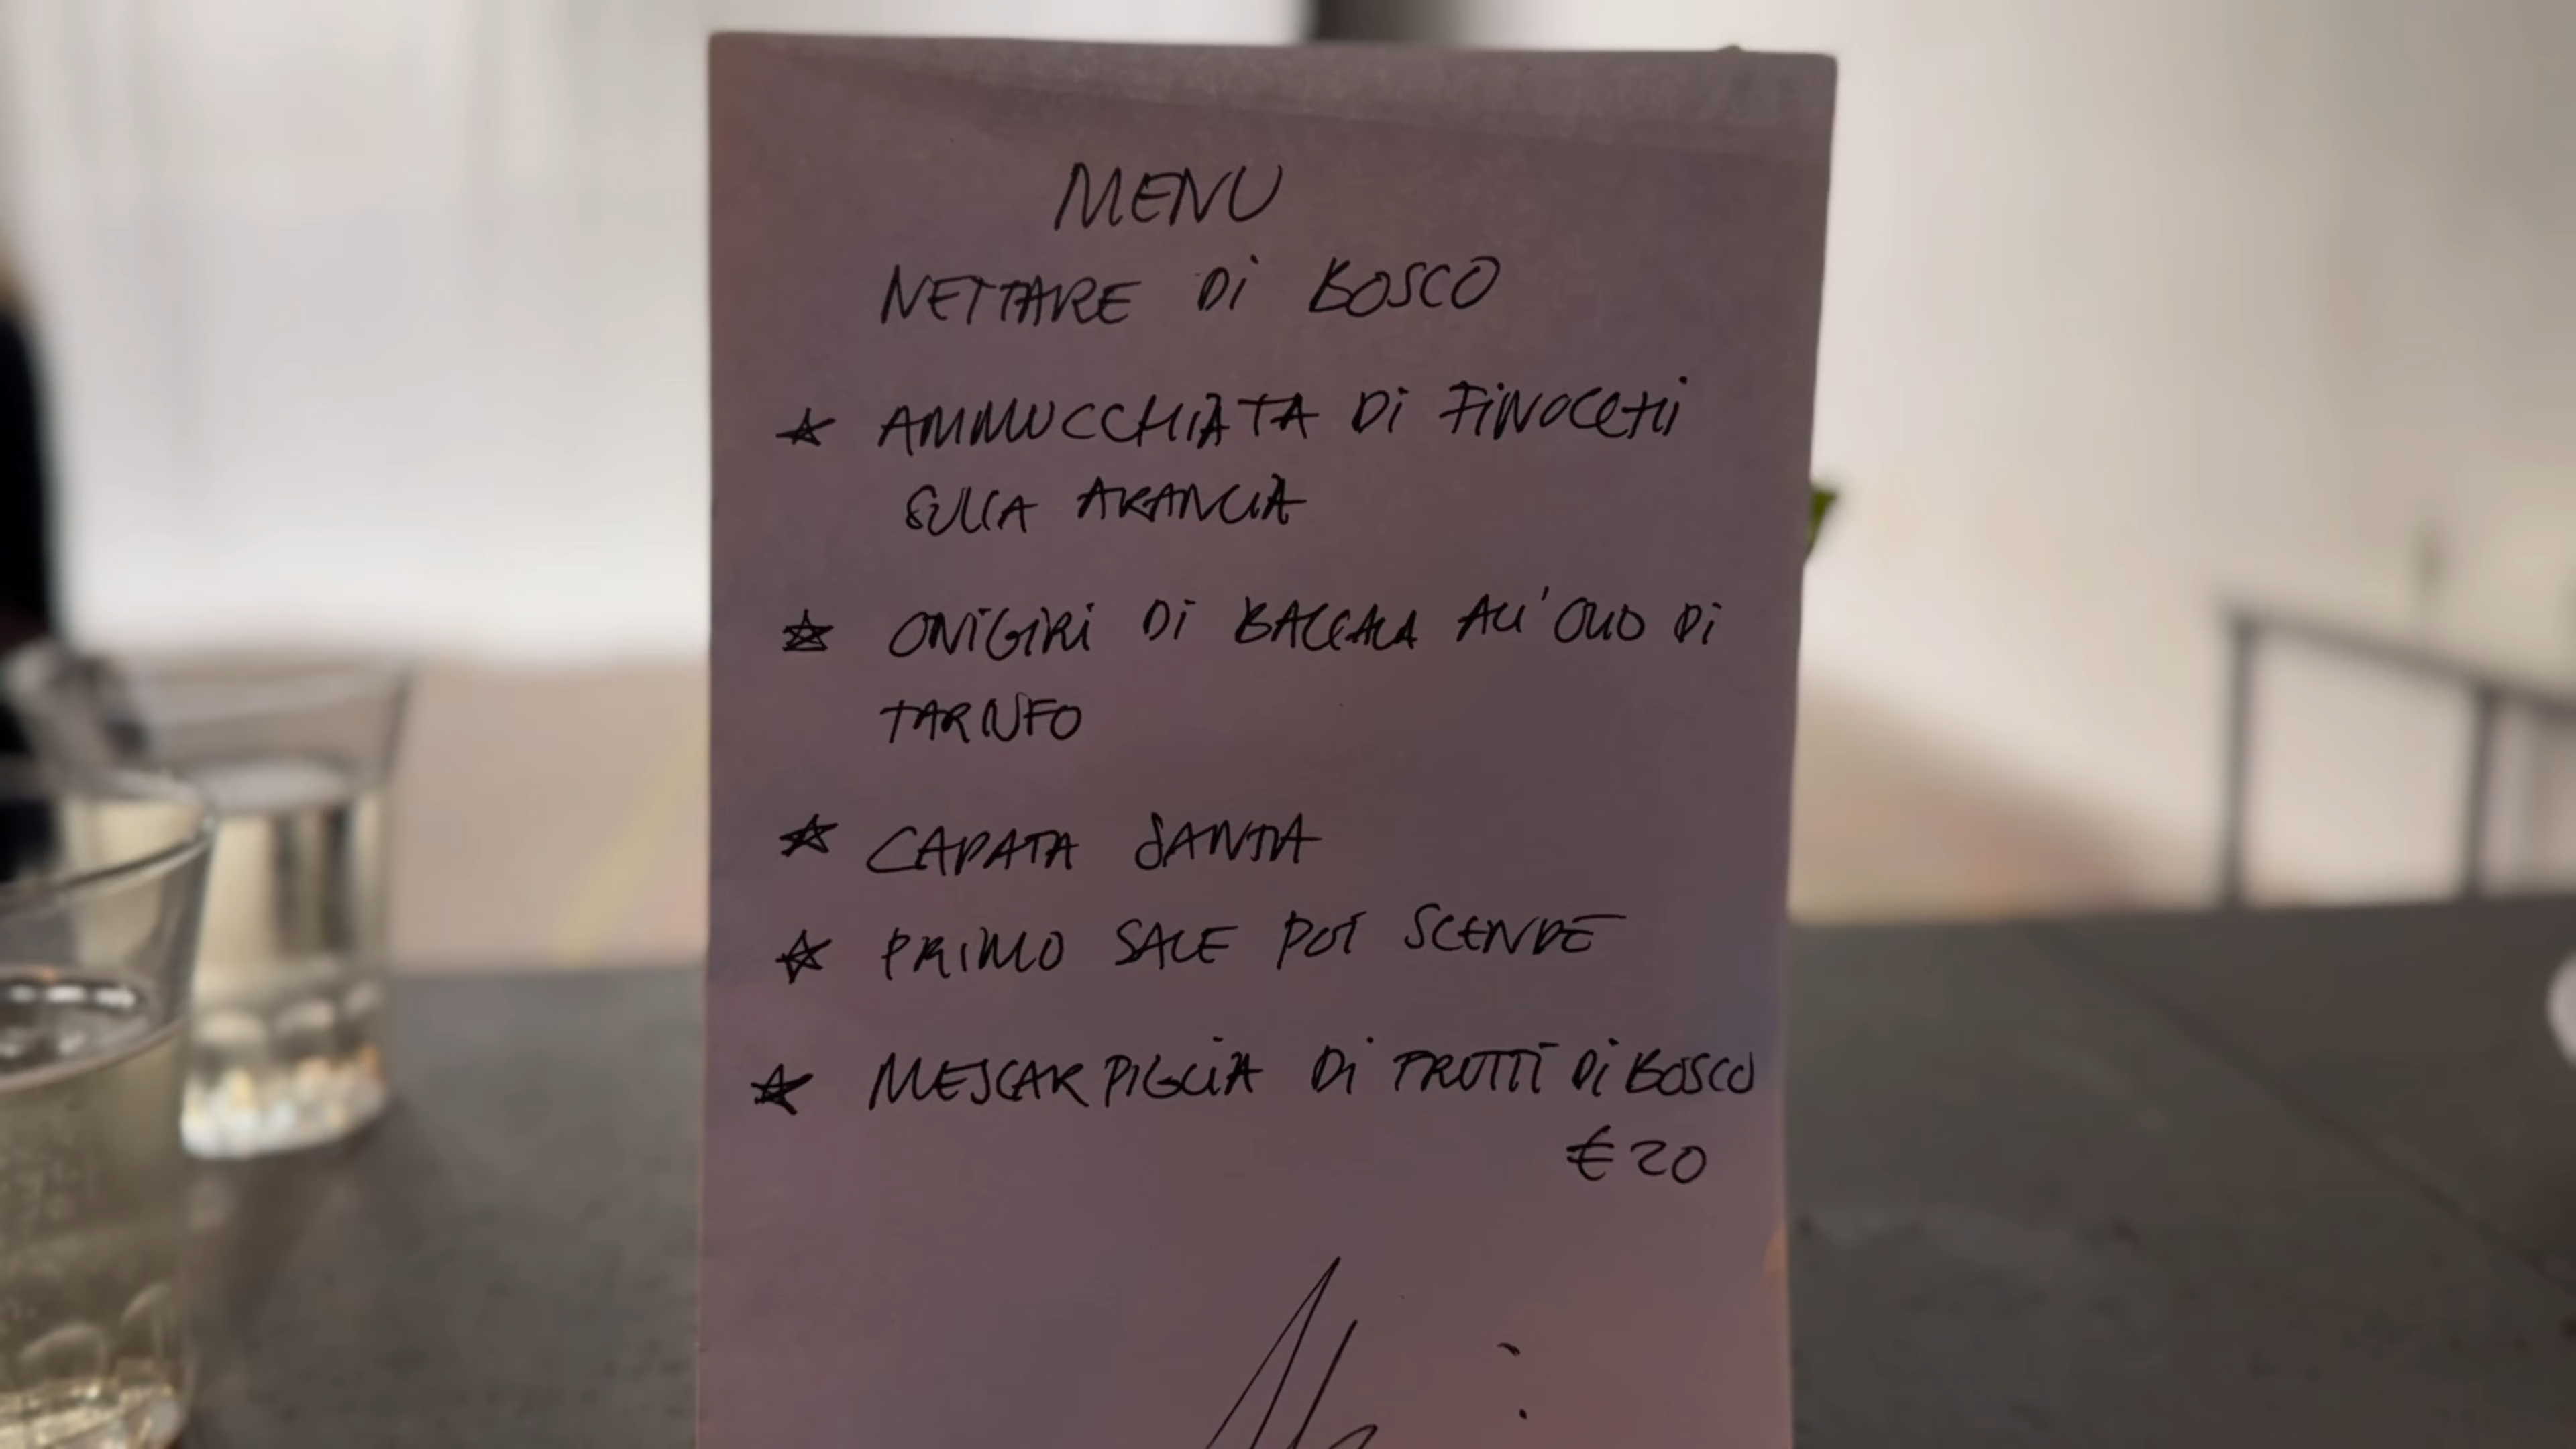 MENU
NETTARE Di BOSCO
AMMUCCHIATA Di FiNOCCHi
SULLA ARANCIA
ONiGiRi Di BACCALA ALL'OLIO Di
TARTUFO
CAPATA SANTA
PRIMO SALE POI SCENDE
MESCARPIGLIA Di FRUTTI Di BOSCO
€20